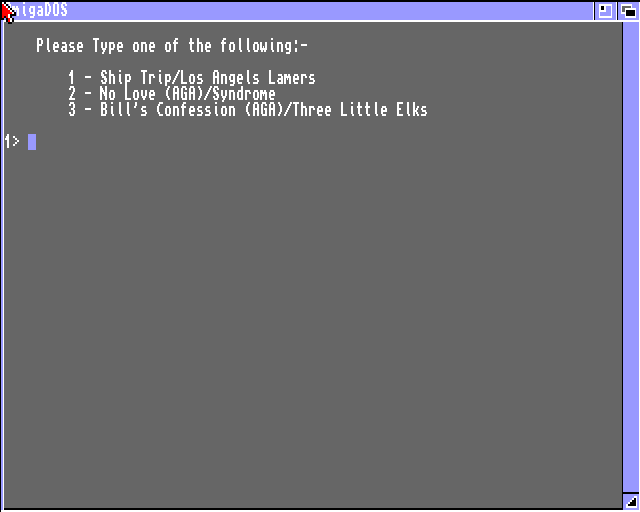 migaDOS
Please Type one of the following:-
1 - Ship Trip/Los Angels Lamers
2 - No Love (AGA)/Syndrome
3 - Bill's Confession (AGA)/Three Little Elks
1>